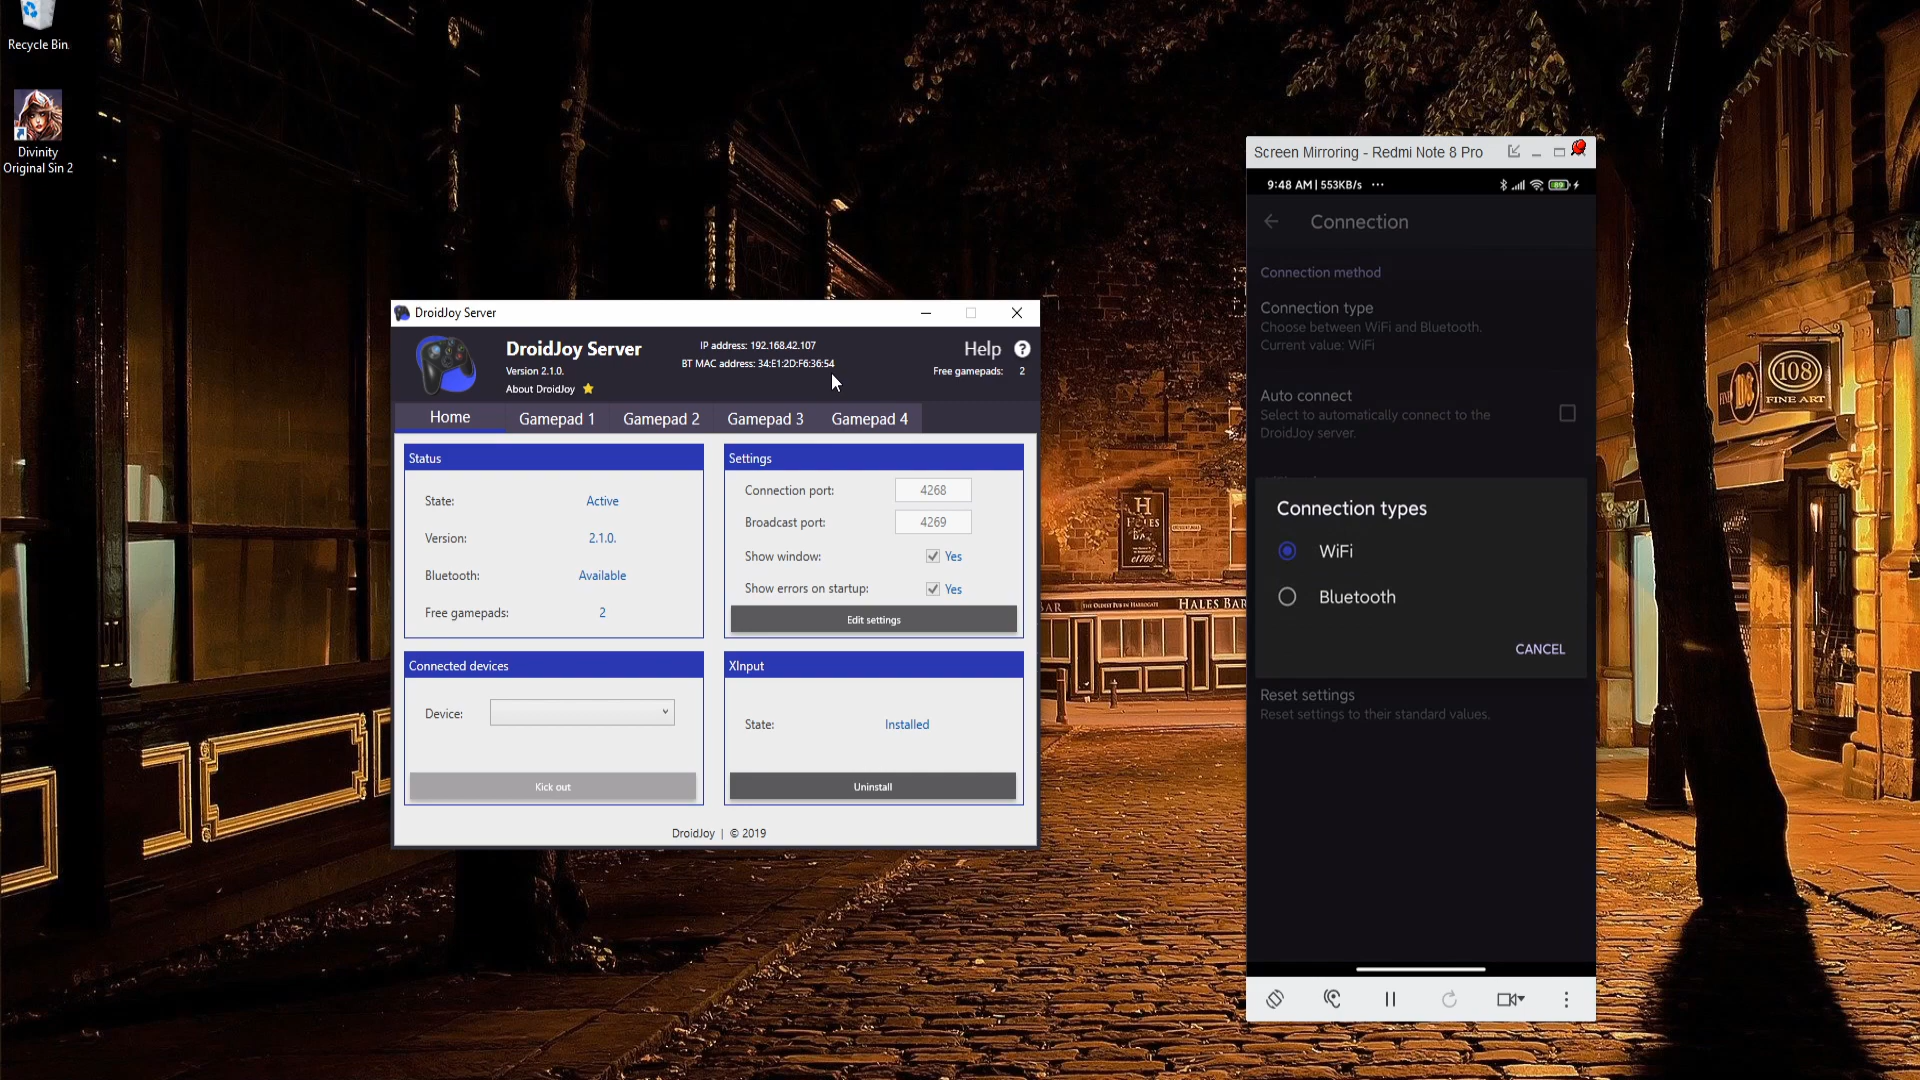 Recycle Bin
Divinity
Original Sin 2
DroidJoy Server
DroidJoy Server
Version 2.1.0.
About DroidJoy
IP address: 192.168.42.107
BT MAC address: 34:E1:2D:F6:36:54
Help
Free gamepads: 2
Home
Gamepad 1
Gamepad 2
Gamepad 3
Gamepad 4
Status
State: Active
Version: 2.1.0.
Bluetooth: Available
Free gamepads: 2
Settings
Connection port: 4268
Broadcast port: 4269
Show window: Yes
Show errors on startup: Yes
Edit settings
Connected devices
Device:
Kick out
XInput
State: Installed
Uninstall
DroidJoy | © 2019
Screen Mirroring - Redmi Note 8 Pro
9:48 AM | 553KB/s ···
89
Connection
Connection method
Connection type
Choose between WiFi and Bluetooth.
Current value: WiFi
Auto connect
Select to automatically connect to the
DroidJoy server.
Connection types
WiFi
Bluetooth
CANCEL
Reset settings
Reset settings to their standard values.
108
FINE ART
HALES BAR